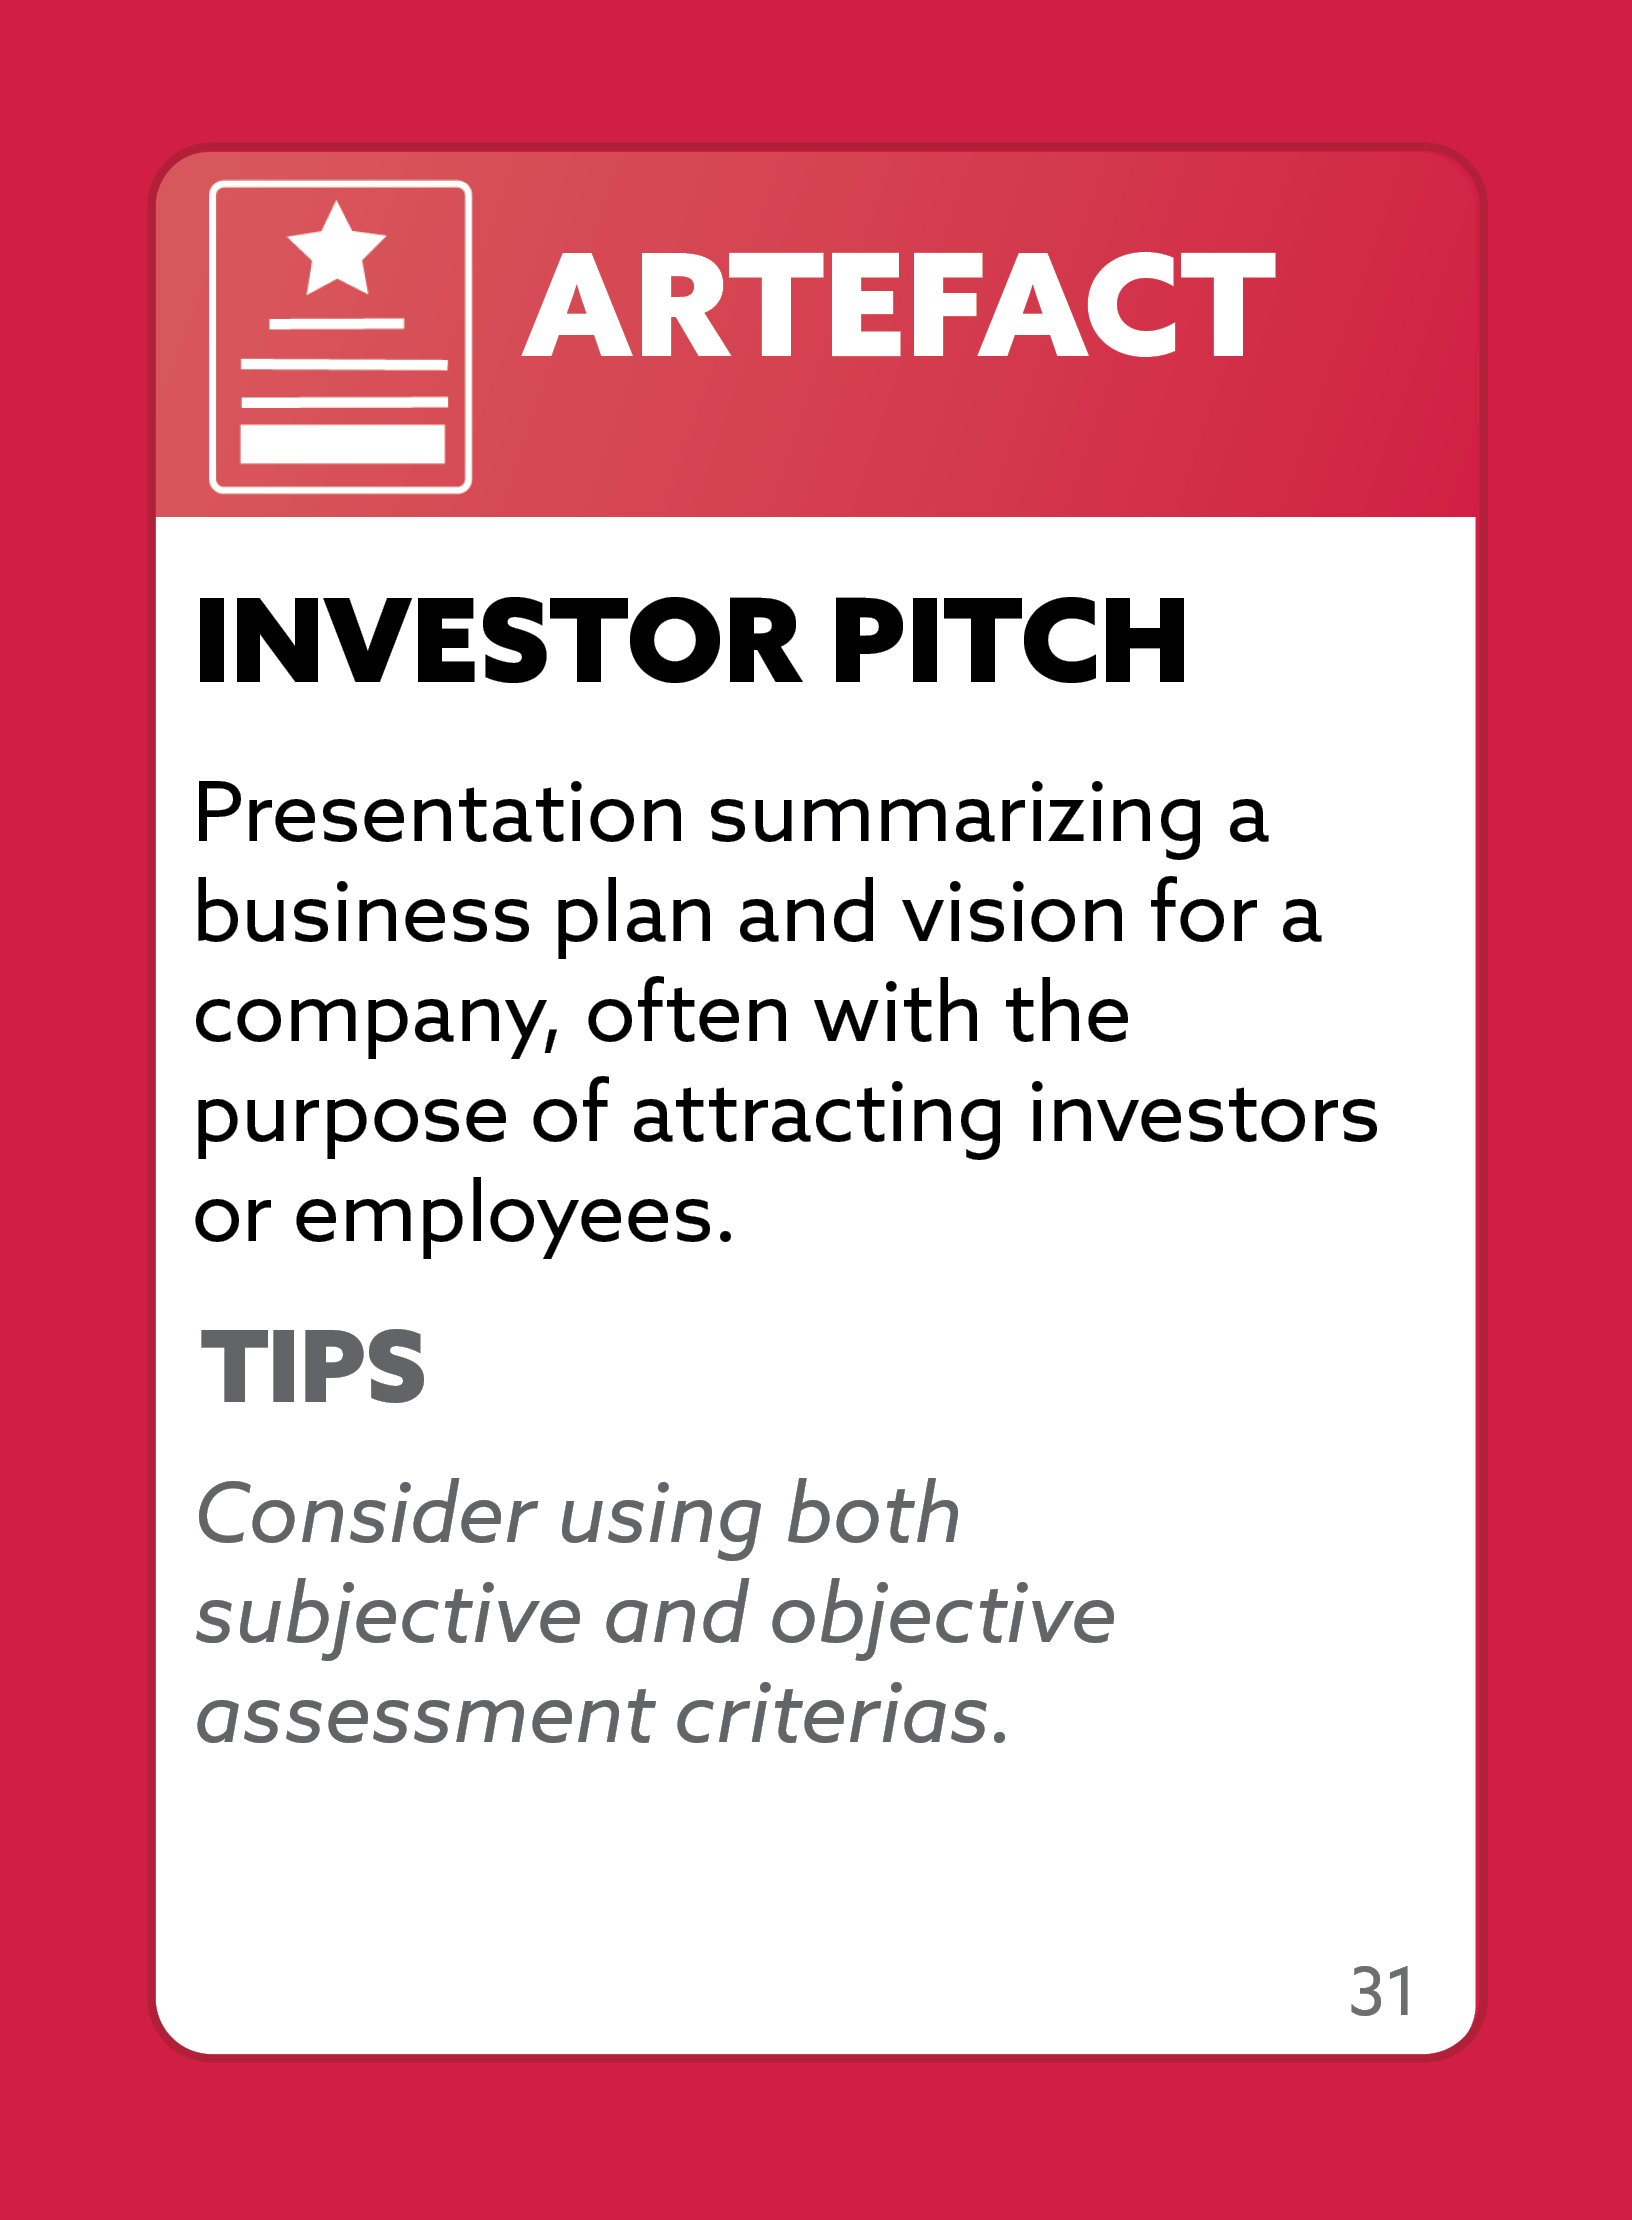 ARTEFACT
INVESTOR PITCH
Presentation summarizing a
business plan and vision for a
company, often with the
purpose of attracting investors
or employees.
TIPS
Consider using both
subjective and objective
assessment criterias.
31